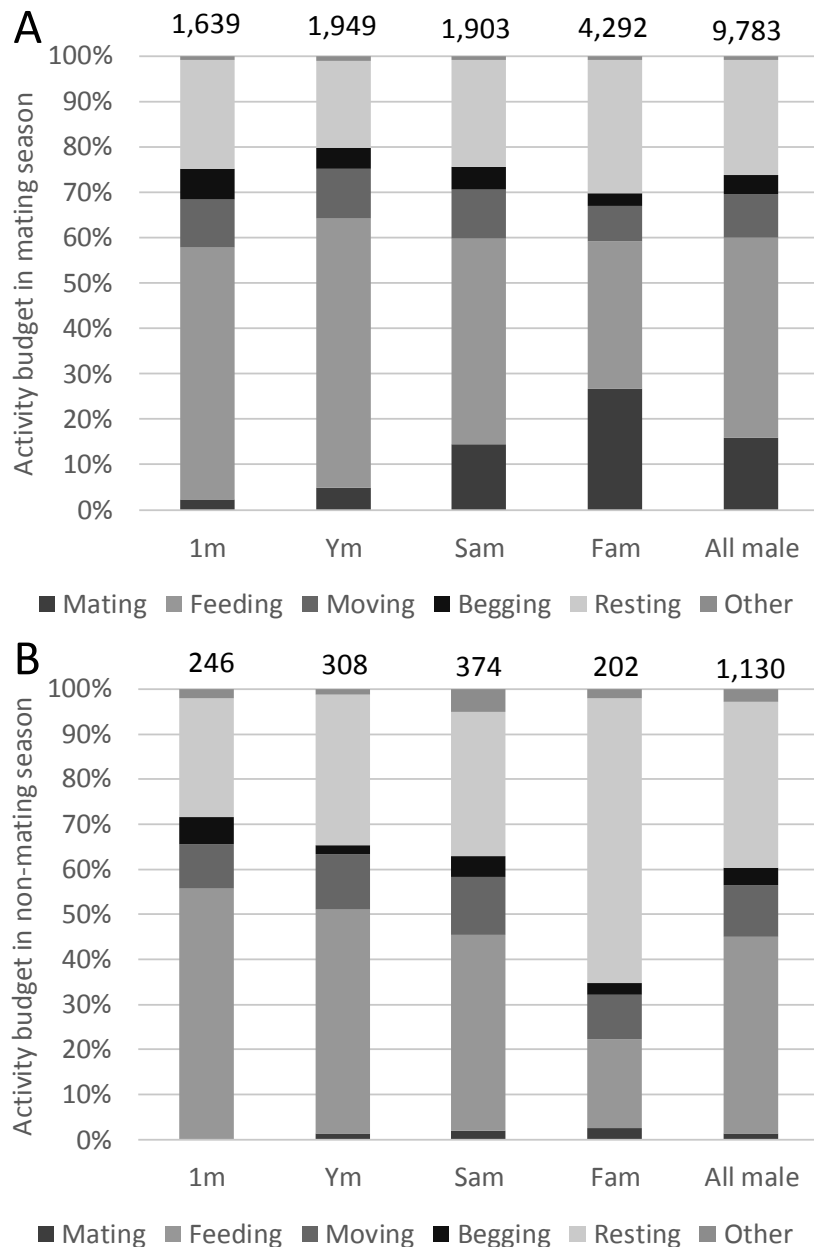 A
1,639 1,949 1,903 4,292 9,783
Activity budget in mating season
100%
90%
80%
70%
60%
50%
40%
30%
20%
10%
0%
1m Ym Sam Fam All male
Mating Feeding Moving Begging Resting Other
B
246 308 374 202 1,130
Activity budget in non-mating season
100%
90%
80%
70%
60%
50%
40%
30%
20%
10%
0%
1m Ym Sam Fam All male
Mating Feeding Moving Begging Resting Other